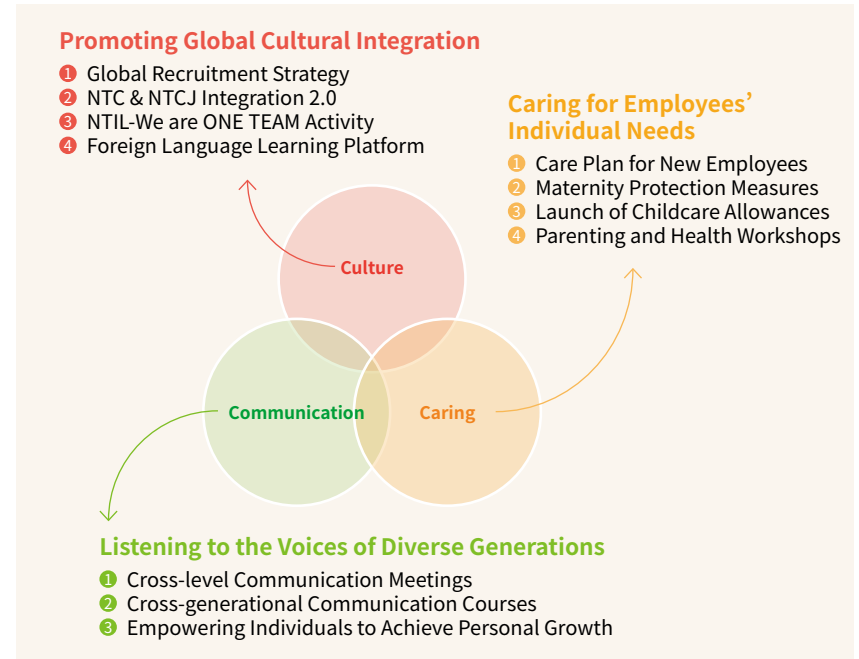 Promoting Global Cultural Integration
1 Global Recruitment Strategy
2 NTC & NTCJ Integration 2.0
3 NTIL-We are ONE TEAM Activity
4 Foreign Language Learning Platform
Caring for Employees’
Individual Needs
1 Care Plan for New Employees
2 Maternity Protection Measures
3 Launch of Childcare Allowances
4 Parenting and Health Workshops
Culture
Communication
Caring
Listening to the Voices of Diverse Generations
1 Cross-level Communication Meetings
2 Cross-generational Communication Courses
3 Empowering Individuals to Achieve Personal Growth